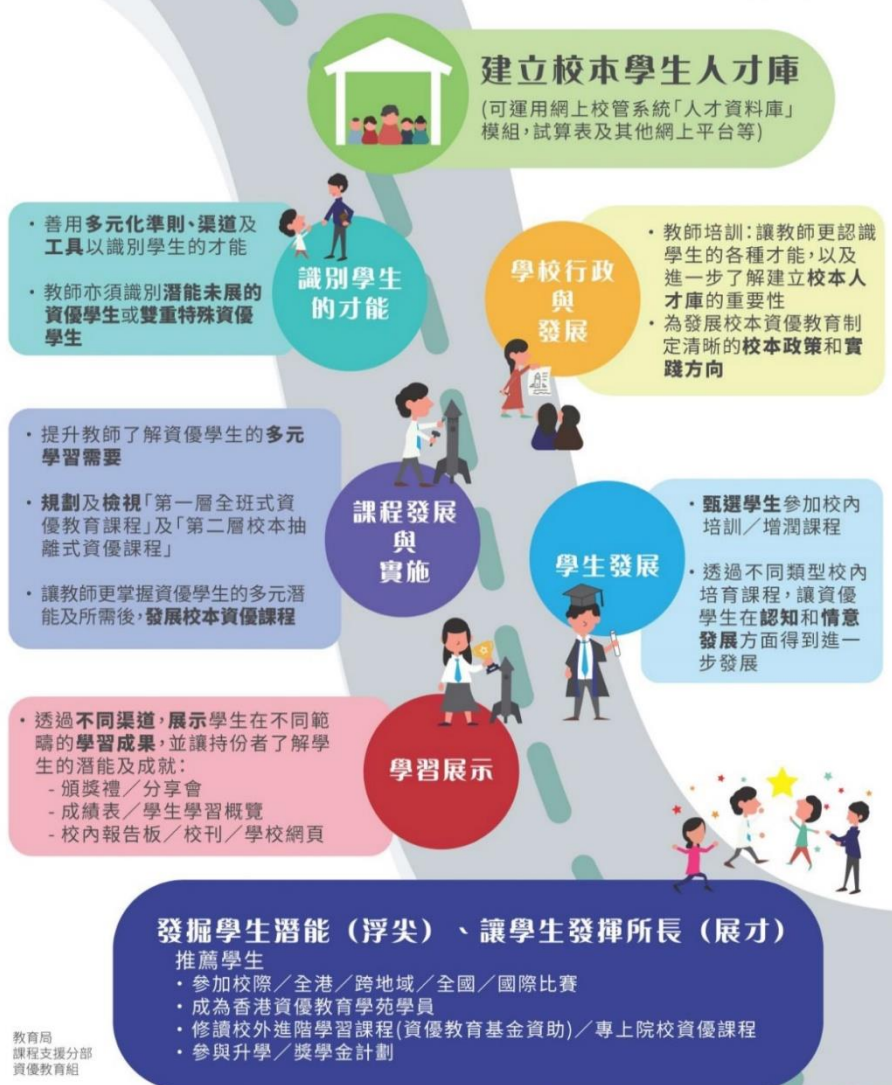 建立校本學生人才庫
(可運用網上校管系統「人才資料庫」
模組，試算表及其他網上平台等)
識別學生
的才能
・善用多元化準則、渠道及
工具以識別學生的才能
・教師亦須識別潛能未展的
資優學生或雙重特殊資優
學生
學校行政
與
發展
・教師培訓：讓教師更認識
學生的各種才能，以及
進一步了解建立校本人
才庫的重要性
・為發展校本資優教育制
定清晰的校本政策和實
踐方向
課程發展
與
實施
・提升教師了解資優學生的多元
學習需要
・規劃及檢視「第一層全班式資
優教育課程」及「第二層校本抽
離式資優課程」
・讓教師更掌握資優學生的多元潛
能及所需後，發展校本資優課程
學生發展
・甄選學生參加校內
培訓／增潤課程
・透過不同類型校內
培育課程，讓資優
學生在認知和情意
發展方面得到進一
步發展
學習展示
・透過不同渠道，展示學生在不同範
疇的學習成果，並讓持份者了解學
生的潛能及成就：
- 頒獎禮／分享會
- 成績表／學生學習概覽
- 校內報告板／校刊／學校網頁
發掘學生潛能（浮尖）、讓學生發揮所長（展才）
推薦學生
・參加校際／全港／跨地域／全國／國際比賽
・成為香港資優教育學苑學員
・修讀校外進階學習課程(資優教育基金資助)／專上院校資優課程
・參與升學／獎學金計劃
教育局
課程支援分部
資優教育組